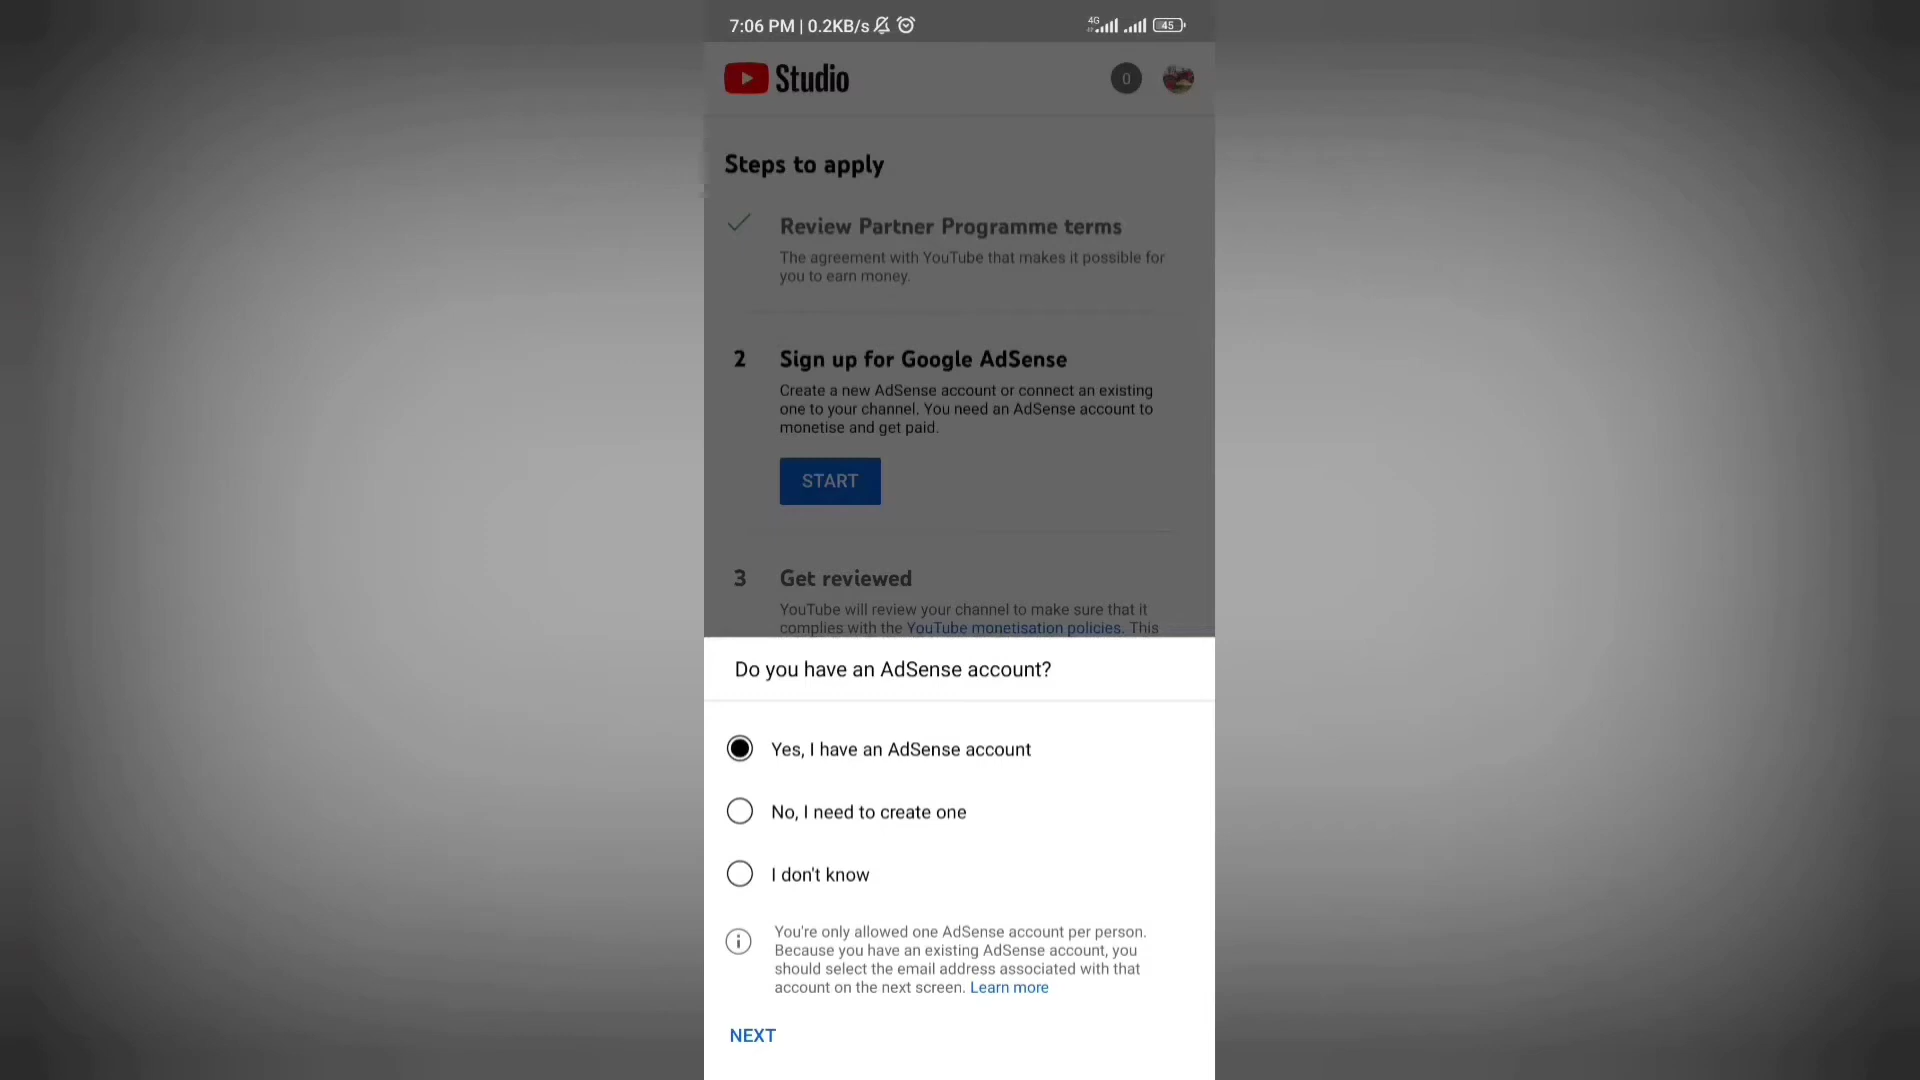 7:06 PM | 0.2KB/s
4G
45
Studio
0
Steps to apply
Review Partner Programme terms
The agreement with YouTube that makes it possible for
you to earn money.
2 Sign up for Google AdSense
Create a new AdSense account or connect an existing
one to your channel. You need an AdSense account to
monetise and get paid.
START
3 Get reviewed
YouTube will review your channel to make sure that it
complies with the YouTube monetisation policies. This
Do you have an AdSense account?
Yes, I have an AdSense account
No, I need to create one
I don't know
You're only allowed one AdSense account per person.
Because you have an existing AdSense account, you
should select the email address associated with that
account on the next screen. Learn more
NEXT